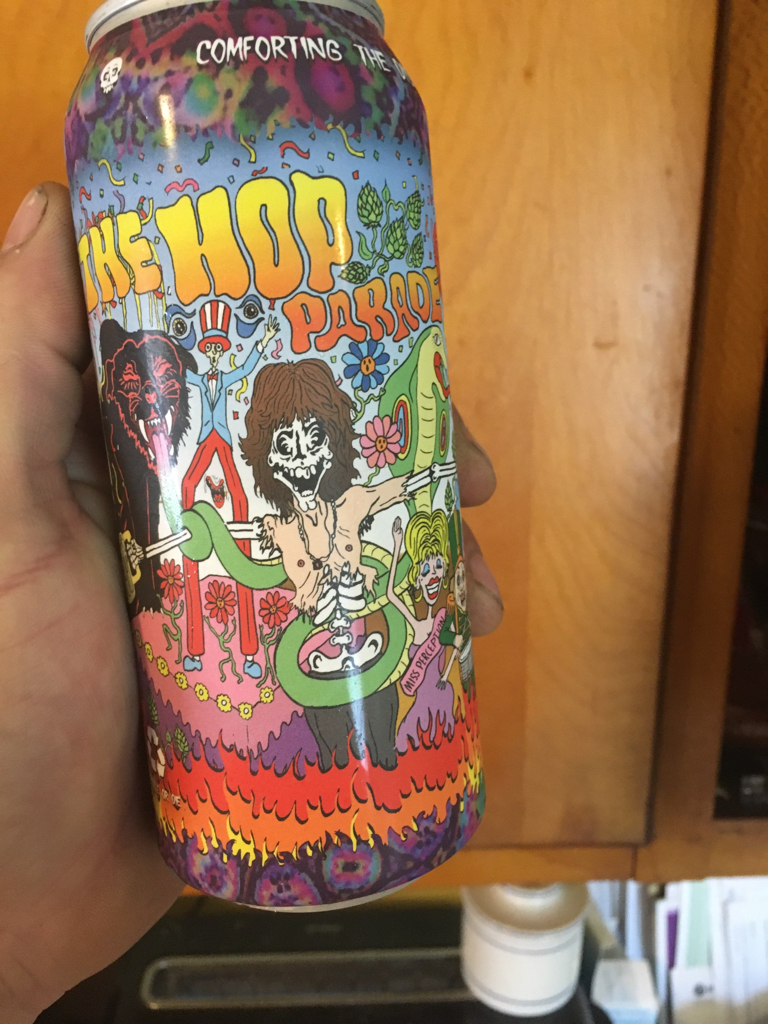 COMFORTING THE
THE HOP
PARADE
MISS PERCEPTION